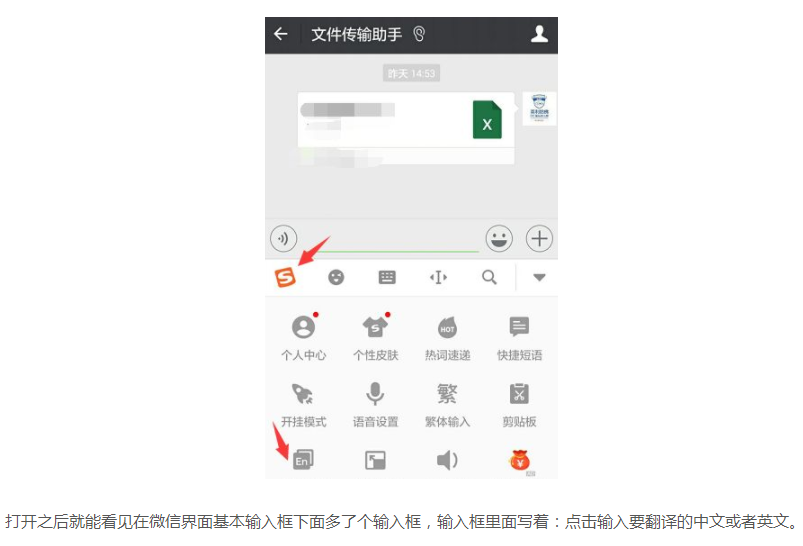 文件传输助手
昨天 14:53
X
S
个人中心
S
个性皮肤
HOT
热词速递
快捷短语
开挂模式
语音设置
繁
繁体输入
剪贴板
En
¥
打开之后就能看见在微信界面基本输入框下面多了个输入框，输入框里面写着：点击输入要翻译的中文或者英文。